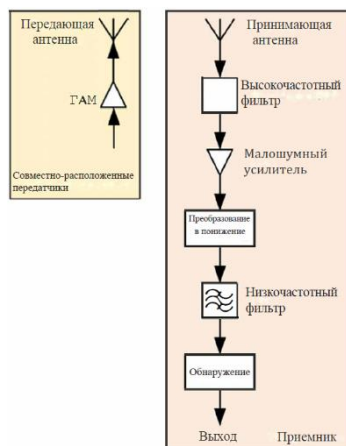 Передающая
антенна
ГАМ
Совместно-расположенные
передатчики
Принимающая
антенна
Высокочастотный
фильтр
Малошумный
усилитель
Преобразование
в понижение
Низкочастотный
фильтр
Обнаружение
Выход
Приемник